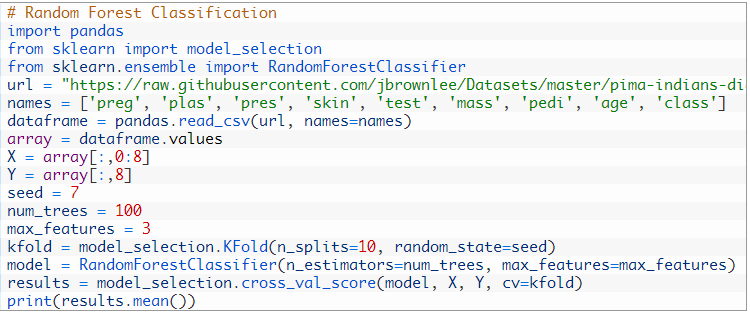 # Random Forest Classification
import pandas
from sklearn import model_selection
from sklearn.ensemble import RandomForestClassifier
url = "https://raw.githubusercontent.com/jbrownlee/Datasets/master/pima-indians-di
names = ['preg', 'plas', 'pres', 'skin', 'test', 'mass', 'pedi', 'age', 'class']
dataframe = pandas.read_csv(url, names=names)
array = dataframe.values
X = array[:,0:8]
Y = array[:,8]
seed = 7
num_trees = 100
max_features = 3
kfold = model_selection.KFold(n_splits=10, random_state=seed)
model = RandomForestClassifier(n_estimators=num_trees, max_features=max_features)
results = model_selection.cross_val_score(model, X, Y, cv=kfold)
print(results.mean())